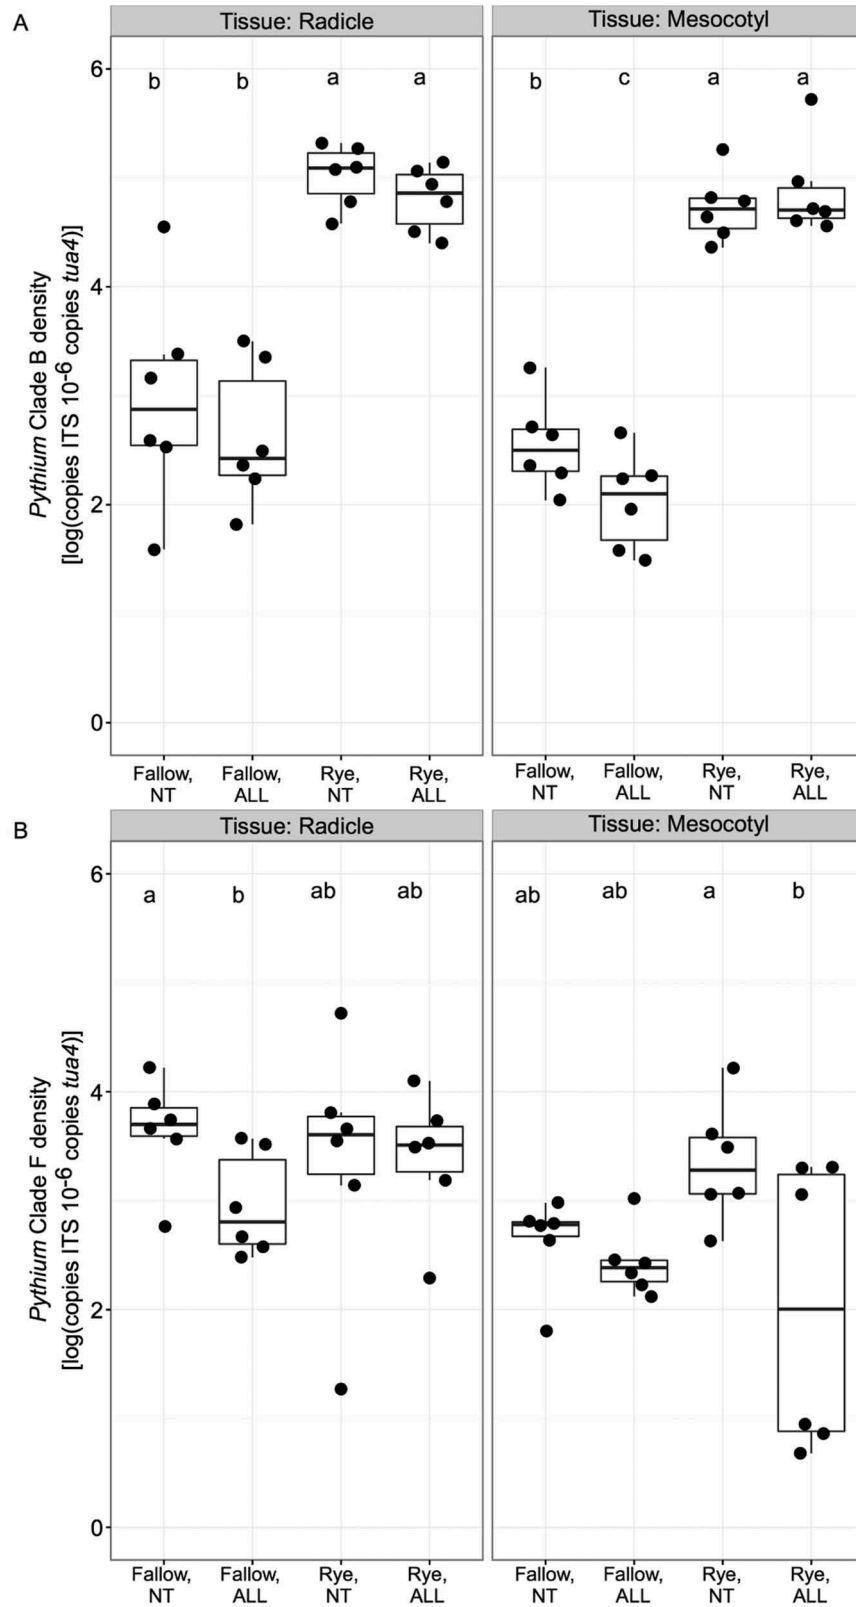 A
Tissue: Radicle
Tissue: Mesocotyl
Pythium Clade B density
[log(copies ITS 10-6 copies tua4)]
6
4
2
0
b
b
a
a
b
c
a
a
Fallow,
NT
Fallow,
ALL
Rye,
NT
Rye,
ALL
Fallow,
NT
Fallow,
ALL
Rye,
NT
Rye,
ALL
B
Tissue: Radicle
Tissue: Mesocotyl
Pythium Clade F density
[log(copies ITS 10-6 copies tua4)]
6
4
2
0
a
b
ab
ab
ab
ab
a
b
Fallow,
NT
Fallow,
ALL
Rye,
NT
Rye,
ALL
Fallow,
NT
Fallow,
ALL
Rye,
NT
Rye,
ALL